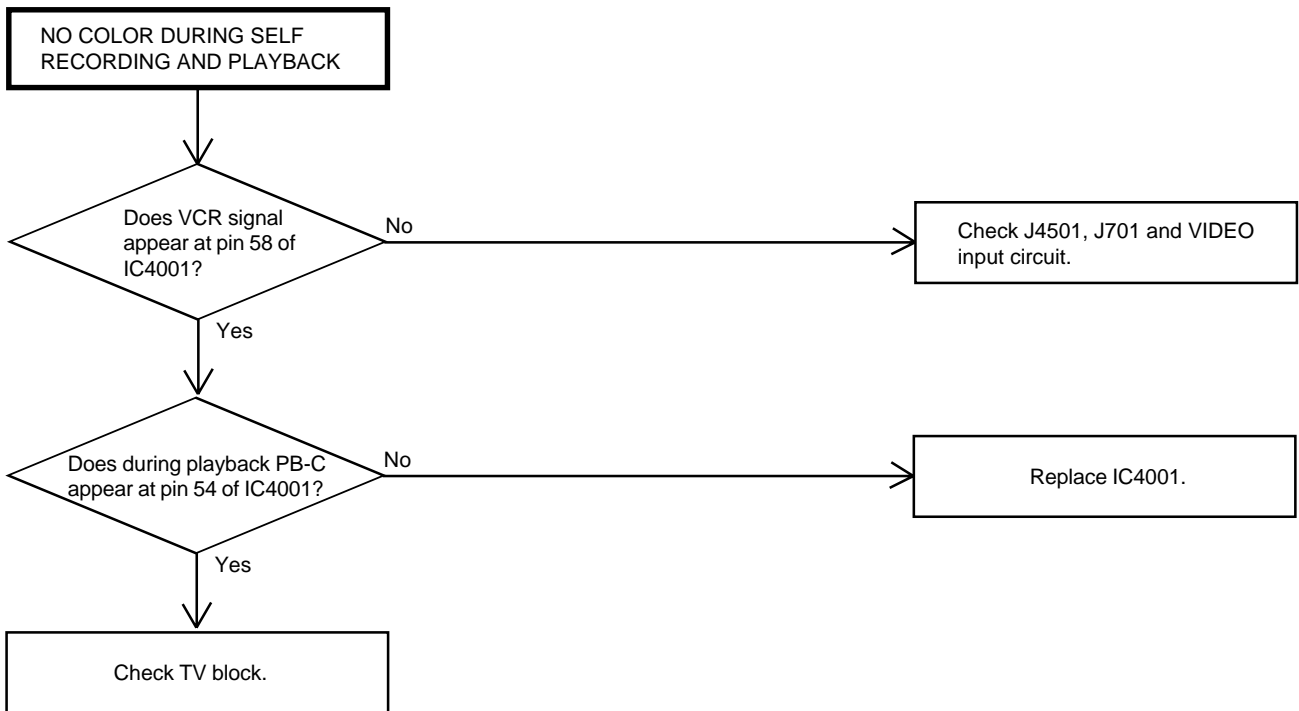 NO COLOR DURING SELF
RECORDING AND PLAYBACK
Does VCR signal
appear at pin 58 of
IC4001?
No
Check J4501, J701 and VIDEO
input circuit.
Yes
Does during playback PB-C
appear at pin 54 of IC4001?
No
Replace IC4001.
Yes
Check TV block.